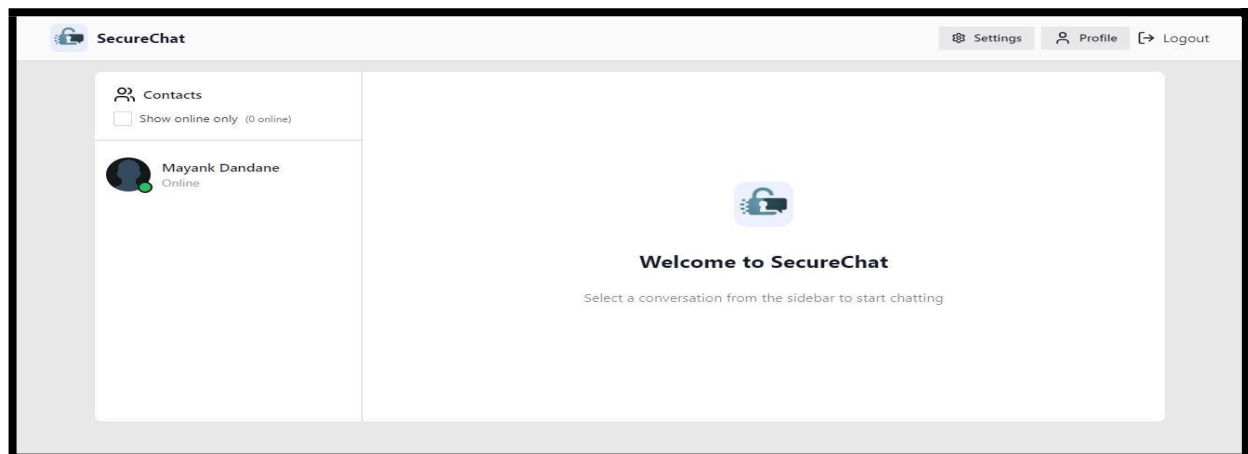 SecureChat
Settings Profile Logout
Contacts
Show online only (0 online)
Mayank Dandane
Online
Welcome to SecureChat
Select a conversation from the sidebar to start chatting